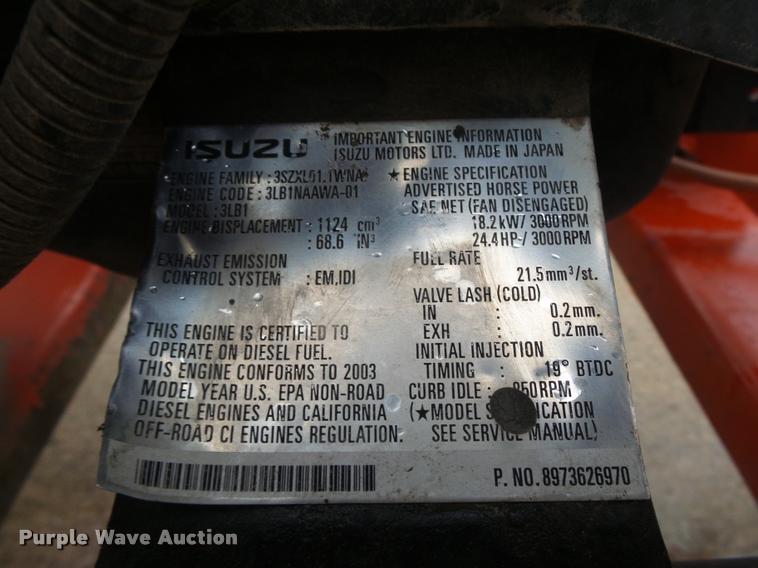 ISUZU
IMPORTANT ENGINE INFORMATION
ISUZU MOTORS LTD. MADE IN JAPAN
ENGINE FAMILY : 3SZXL01.1WNA
ENGINE CODE : 3LB1NAAWA-01
MODEL : 3LB1
ENGINE DISPLACEMENT : 1124 cm³
: 68.6 IN³
EXHAUST EMISSION
CONTROL SYSTEM : EM,IDI
THIS ENGINE IS CERTIFIED TO
OPERATE ON DIESEL FUEL.
THIS ENGINE CONFORMS TO 2003
MODEL YEAR U.S. EPA NON-ROAD
DIESEL ENGINES AND CALIFORNIA
OFF-ROAD CI ENGINES REGULATION.
★ ENGINE SPECIFICATION
ADVERTISED HORSE POWER
SAE NET (FAN DISENGAGED)
18.2kW/ 3000RPM
24.4HP/ 3000RPM
FUEL RATE
21.5mm³/st.
VALVE LASH (COLD)
IN : 0.2mm.
EXH : 0.2mm.
INITIAL INJECTION
TIMING : 19° BTDC
CURB IDLE :
(★MODEL
SEE SERVICE MANUAL)
P. NO. 8973626970
Purple Wave Auction